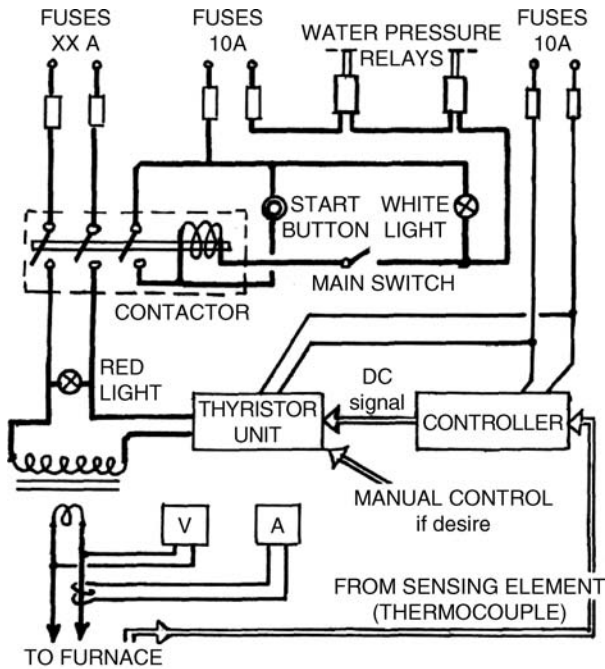 FUSES
XX A
FUSES
10A
WATER PRESSURE
RELAYS
FUSES
10A
START
BUTTON
WHITE
LIGHT
MAIN SWITCH
CONTACTOR
RED
LIGHT
THYRISTOR
UNIT
DC
signal
CONTROLLER
MANUAL CONTROL
if desire
V
A
FROM SENSING ELEMENT
(THERMOCOUPLE)
TO FURNACE